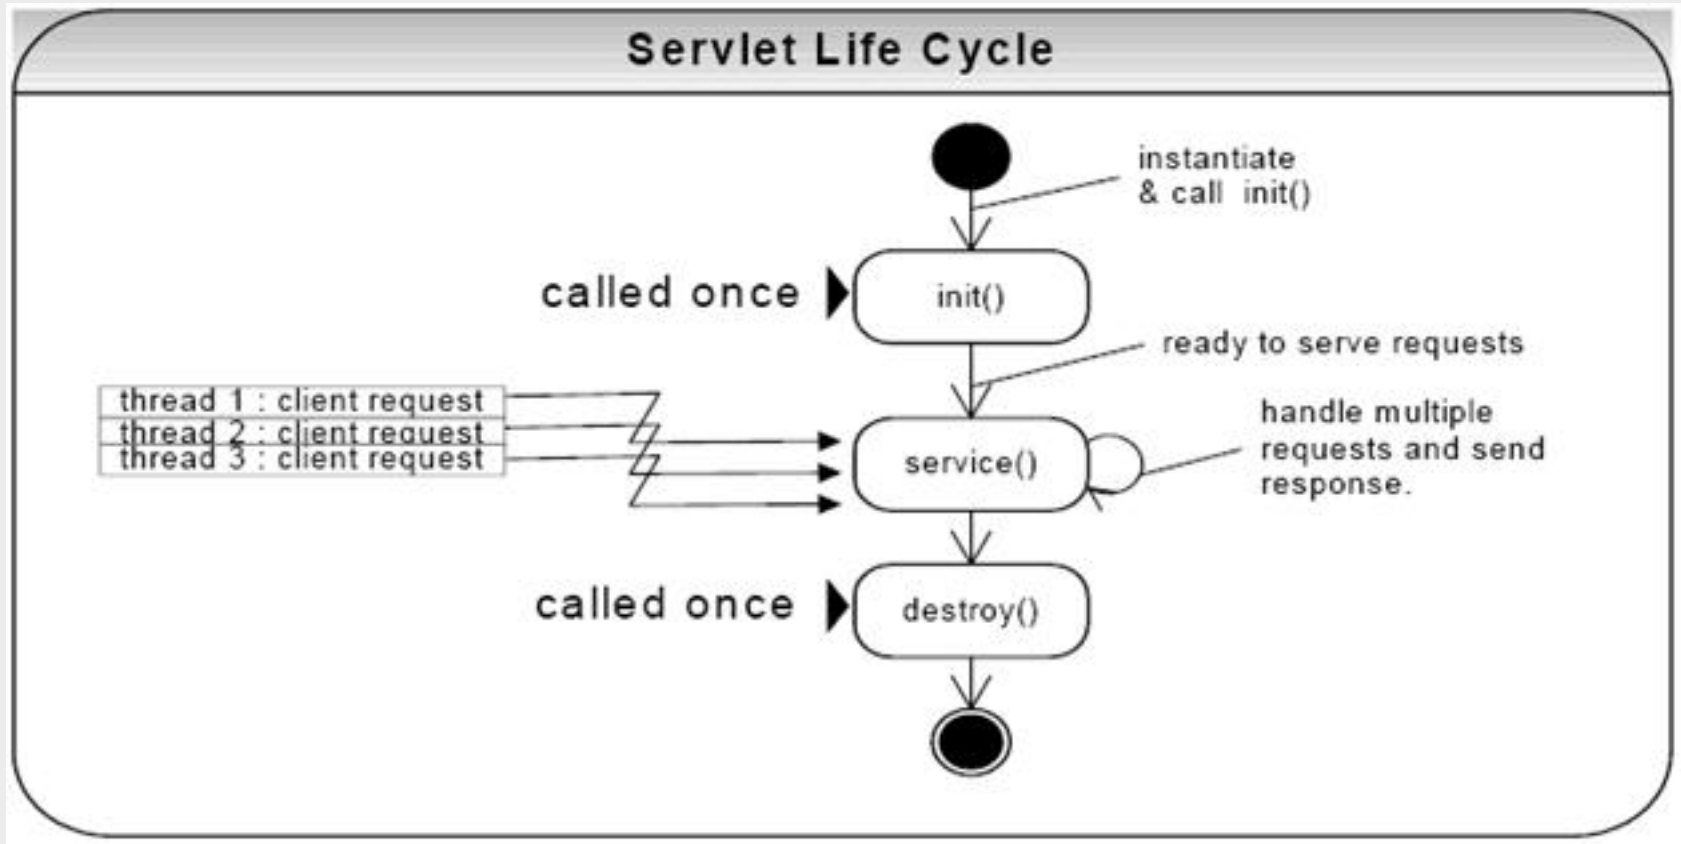 Servlet Life Cycle
instantiate
& call init()
called once
init()
ready to serve requests
thread 1 : client request
thread 2 : client request
thread 3 : client request
service()
handle multiple
requests and send
response.
called once
destroy()